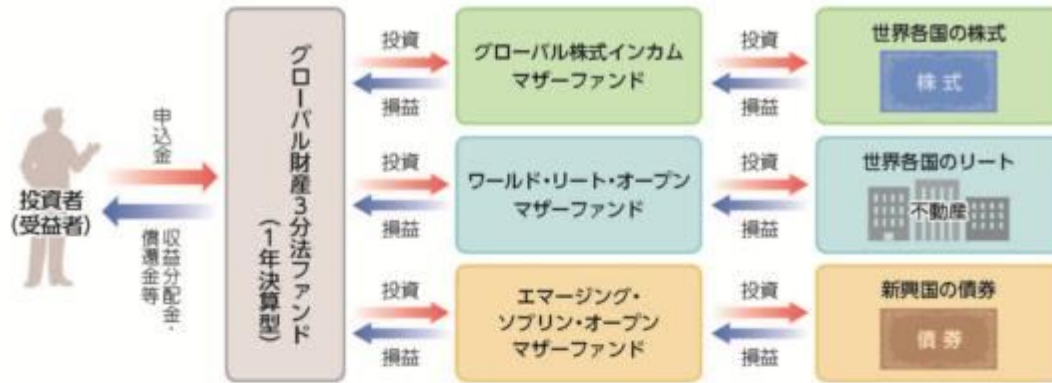 投資者
(受益者)
申込金
収益分配金・
償還金等
グローバル財産3分法ファンド
(1年決算型)
投資
損益
グローバル株式インカム
マザーファンド
投資
損益
世界各国の株式
株式
投資
損益
ワールド・リート・オープン
マザーファンド
投資
損益
世界各国のリート
不動産
投資
損益
エマージング・
ソブリン・オープン
マザーファンド
投資
損益
新興国の債券
債券